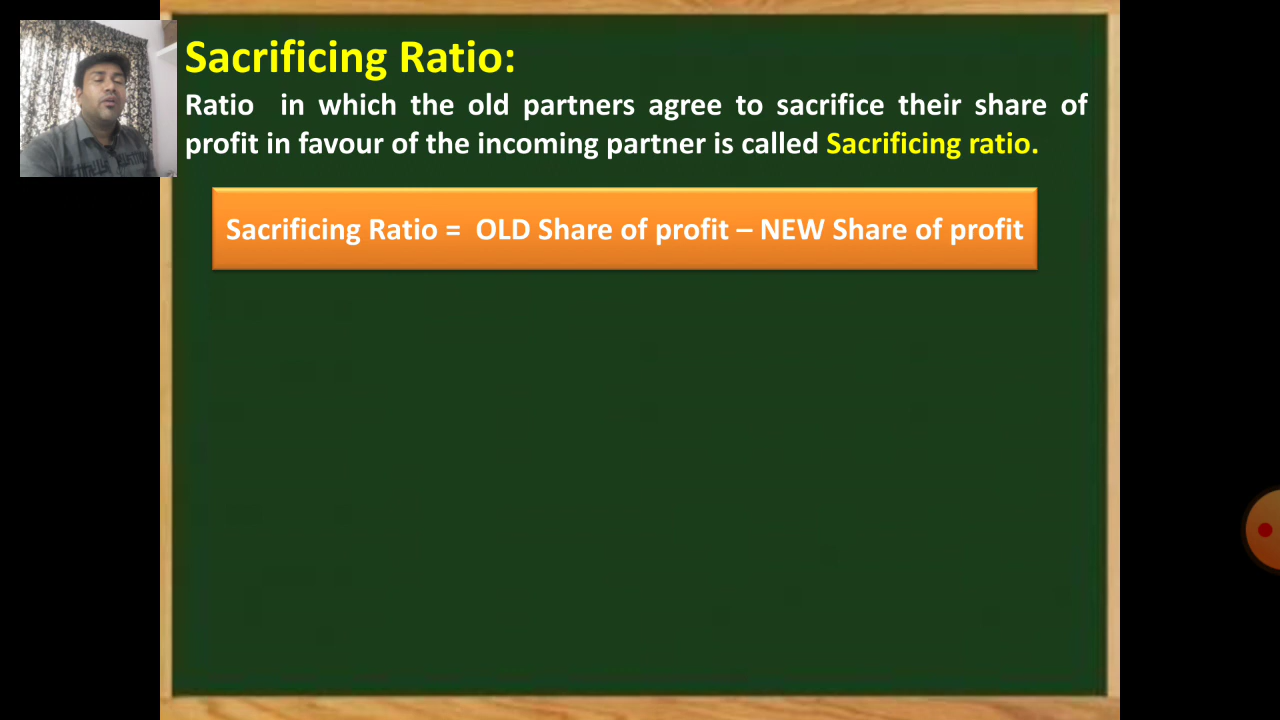 Sacrificing Ratio:
Ratio in which the old partners agree to sacrifice their share of
profit in favour of the incoming partner is called Sacrificing ratio.
Sacrificing Ratio = OLD Share of profit – NEW Share of profit